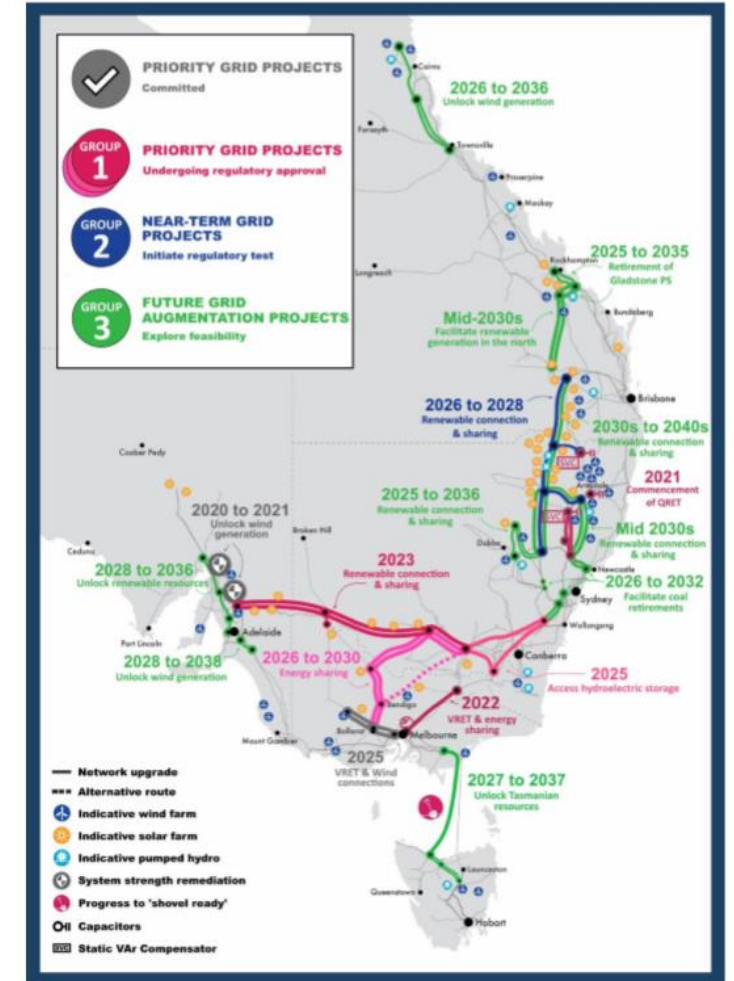 PRIORITY GRID PROJECTS
Committed
GROUP
1
PRIORITY GRID PROJECTS
Undergoing regulatory approval
GROUP
2
NEAR-TERM GRID
PROJECTS
Initiate regulatory test
GROUP
3
FUTURE GRID
AUGMENTATION PROJECTS
Explore feasibility
Cairns
2026 to 2036
Unlock wind generation
Forsyth
Townsville
Proserpine
Mackay
Longreach
Rockhampton
2025 to 2035
Retirement of
Gladstone PS
Mid-2030s
Facilitate renewable
generation in the north
Bundaberg
2026 to 2028
Renewable connection
& sharing
Brisbane
2030s to 2040s
Renewable connection
& sharing
SVC
Armidale
2021
Commencement
of QRET
Coober Pedy
2020 to 2021
Unlock wind
generation
Broken Hill
2025 to 2036
Renewable connection
& sharing
SVC
Mid 2030s
Renewable connection
& sharing
Dubbo
Ceduna
2028 to 2036
Unlock renewable resources
2023
Renewable connection
& sharing
Newcastle
2026 to 2032
Facilitate coal
retirements
Sydney
Wollongong
Port Lincoln
Adelaide
2028 to 2038
Unlock wind generation
2026 to 2030
Energy sharing
Canberra
2025
Access hydroelectric storage
Bendigo
2022
VRET & energy
sharing
Mount Gambier
Ballarat
Melbourne
2025
VRET & Wind
connections
2027 to 2037
Unlock Tasmanian
resources
Launceston
Queenstown
Hobart
Network upgrade
Alternative route
Indicative wind farm
Indicative solar farm
Indicative pumped hydro
System strength remediation
Progress to 'shovel ready'
Capacitors
SVC Static VAr Compensator